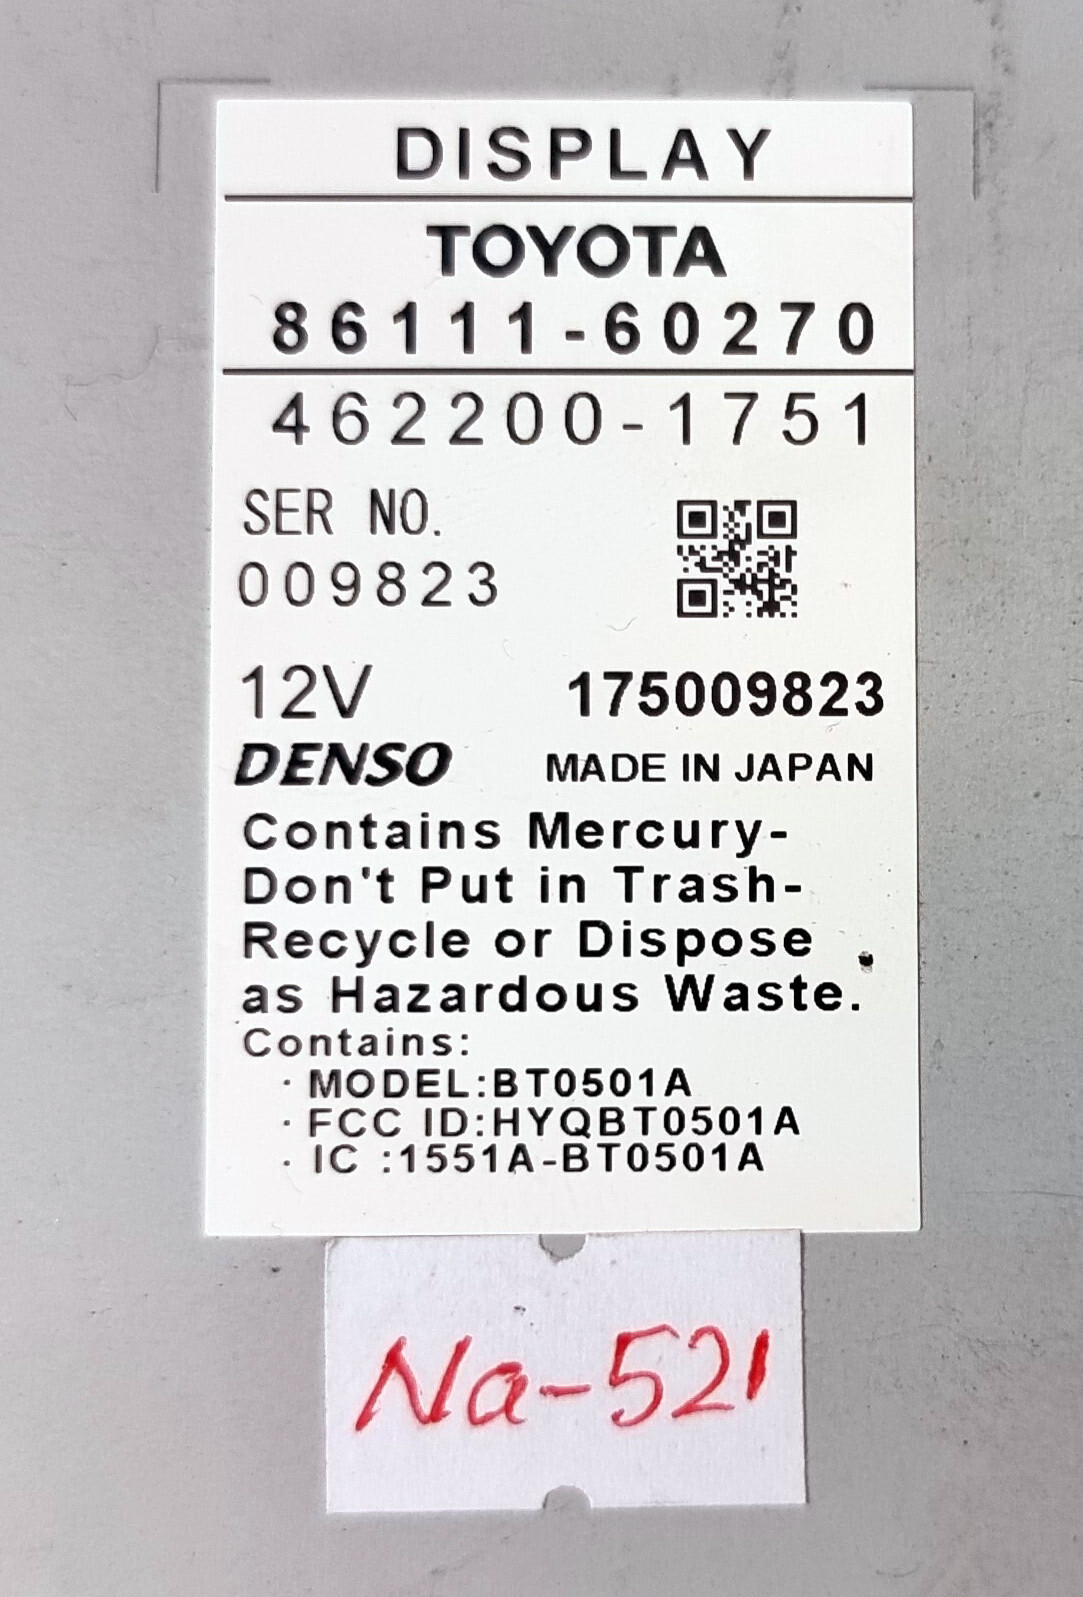 DISPLAY
TOYOTA
86111-60270
462200-1751
SER NO.
009823
12V 175009823
DENSO MADE IN JAPAN
Contains Mercury-
Don't Put in Trash-
Recycle or Dispose
as Hazardous Waste.
Contains:
· MODEL:BT0501A
· FCC ID:HYQBT0501A
· IC :1551A-BT0501A
Na-521